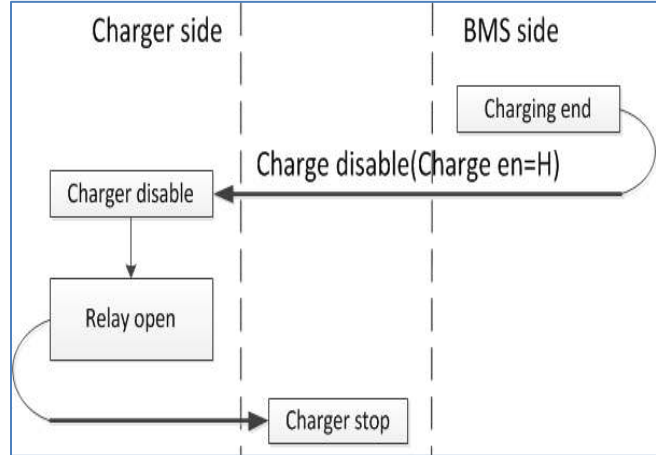 Charger side
BMS side
Charging end
Charge disable(Charge en=H)
Charger disable
Relay open
Charger stop